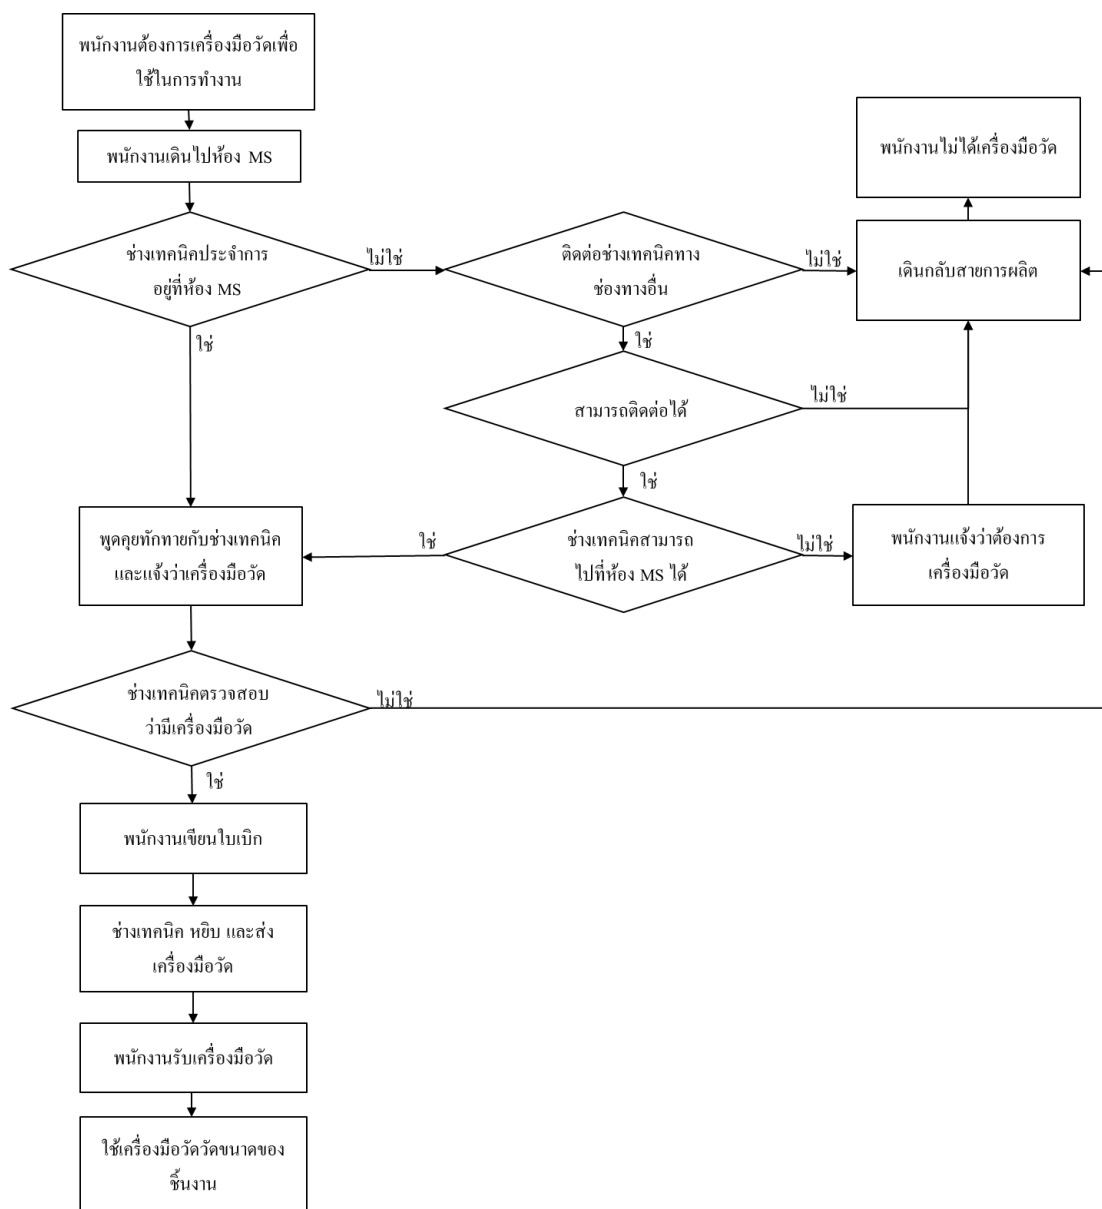 พนักงานต้องการเครื่องมือวัดเพื่อ
ใช้ในการทำงาน
พนักงานเดินไปห้อง MS
พนักงานไม่ได้เครื่องมือวัด
ช่างเทคนิคประจำการ
อยู่ที่ห้อง MS
ไม่ใช่
ติดต่อช่างเทคนิคทาง
ช่องทางอื่น
ไม่ใช่
เดินกลับสายการผลิต
ใช่
ใช่
สามารถติดต่อได้
ไม่ใช่
ใช่
พูดคุยทักทายกับช่างเทคนิค
และแจ้งว่าเครื่องมือวัด
ใช่
ช่างเทคนิคสามารถ
ไปที่ห้อง MS ได้
ไม่ใช่
พนักงานแจ้งว่าต้องการ
เครื่องมือวัด
ช่างเทคนิคตรวจสอบ
ว่ามีเครื่องมือวัด
ไม่ใช่
ใช่
พนักงานเขียนใบเบิก
ช่างเทคนิค หยิบ และส่ง
เครื่องมือวัด
พนักงานรับเครื่องมือวัด
ใช้เครื่องมือวัดวัดขนาดของ
ชิ้นงาน